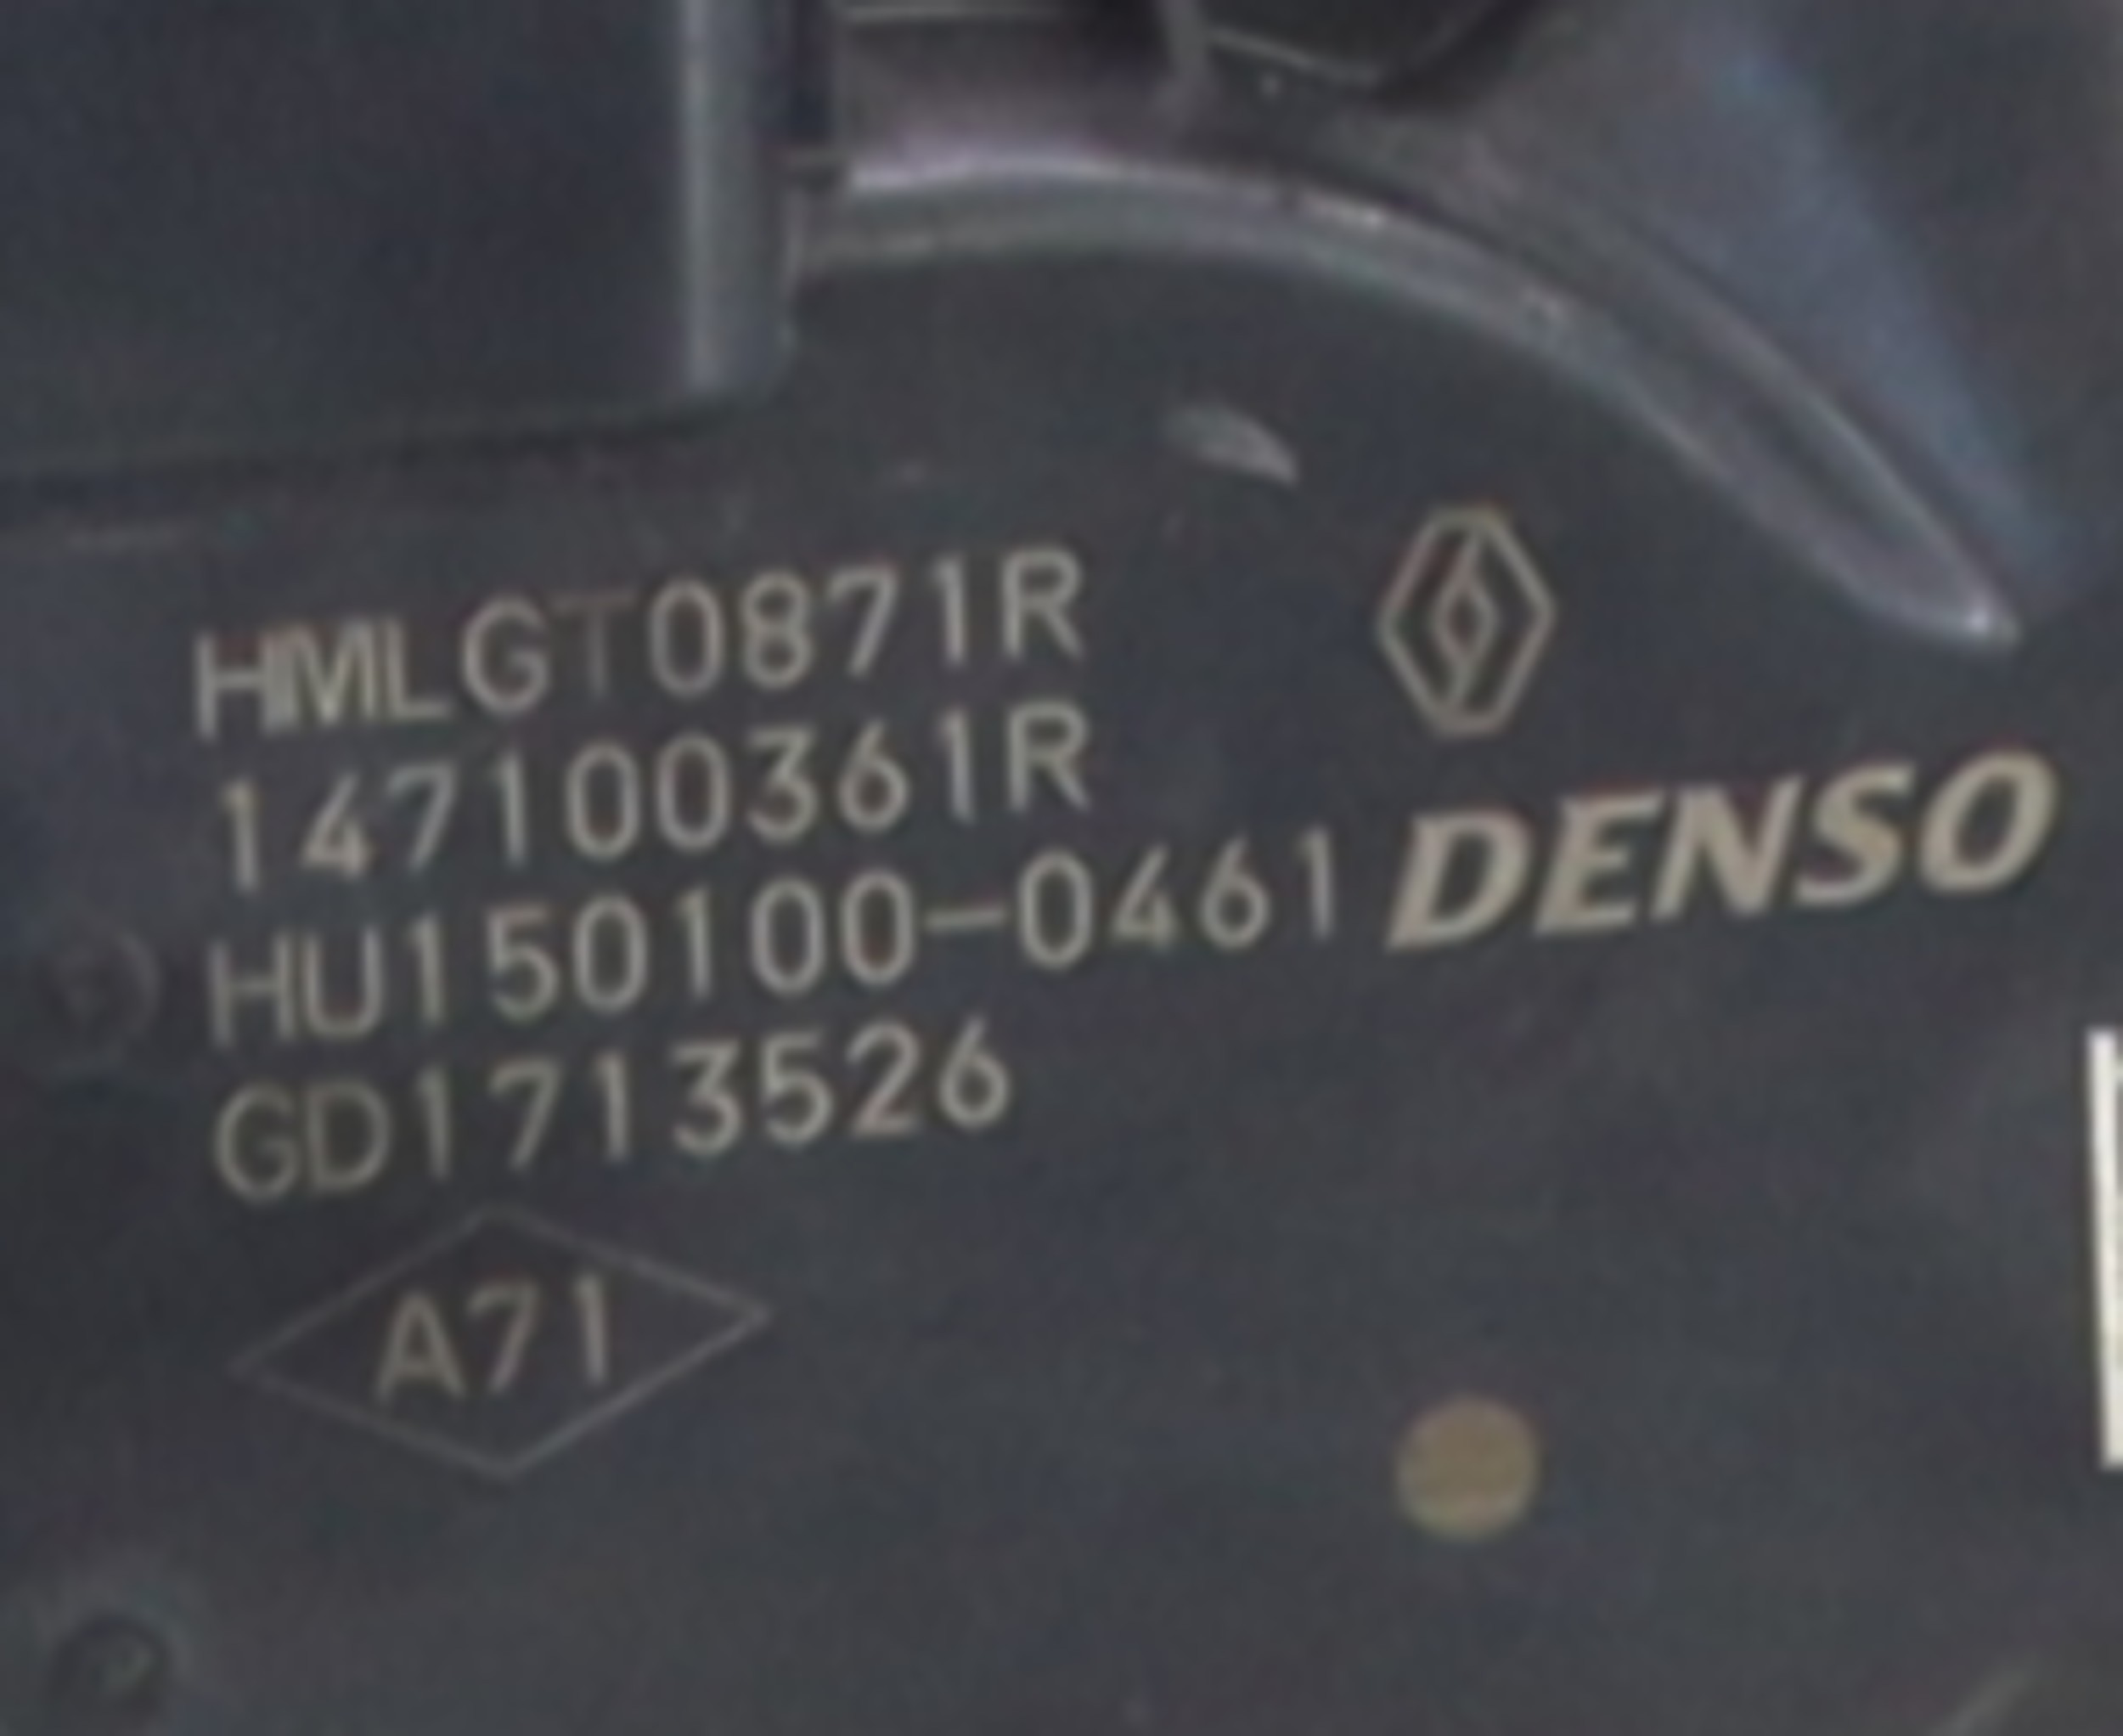 HMLGT0871R
147100361R
HU150100-0461 DENSO
GD1713526
A71